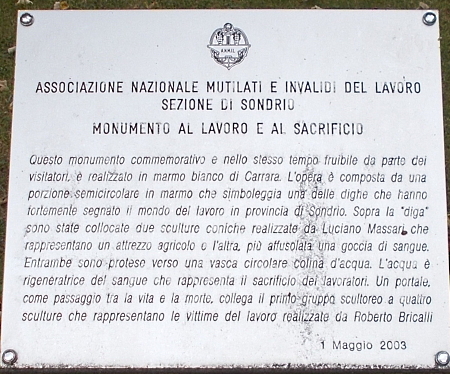 ANMIL
ASSOCIAZIONE NAZIONALE MUTILATI E INVALIDI DEL LAVORO
SEZIONE DI SONDRIO
MONUMENTO AL LAVORO E AL SACRIFICIO
Questo monumento commemorativo e nello stesso tempo fruibile da parte dei
visitatori, è realizzato in marmo bianco di Carrara. L'opera è composta da una
porzione semicircolare in marmo che simboleggia una delle dighe che hanno
fortemente segnato il mondo del lavoro in provincia di Sondrio. Sopra la "diga"
sono state collocate due sculture coniche realizzate da Luciano Massari che
rappresentano un attrezzo agricolo e l'altra, più affusolata una goccia di sangue.
Entrambe sono protese verso una vasca circolare colma d'acqua. L'acqua è
rigeneratrice del sangue che rappresenta il sacrificio dei lavoratori. Un portale,
come passaggio tra la vita e la morte, collega il primo gruppo scultoreo a quattro
sculture che rappresentano le vittime del lavoro realizzate da Roberto Bricalli
1 Maggio 2003